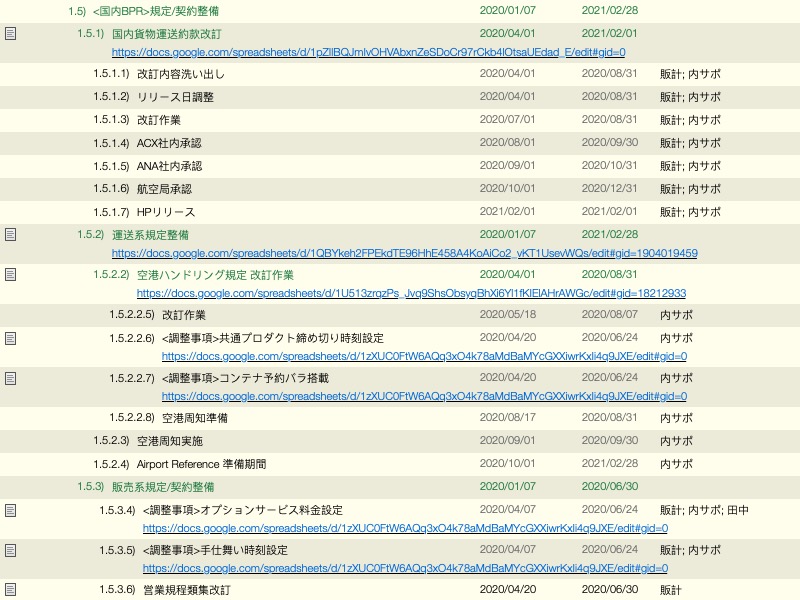 1.5) <国内BPR>規定/契約整備 2020/01/07 2021/02/28
1.5.1) 国内貨物運送約款改訂 2020/04/01 2021/02/01
https://docs.google.com/spreadsheets/d/1pZlIBQJmIvOHVAbxnZeSDoCr97rCkb4lOtsaUEdad_E/edit#gid=0
1.5.1.1) 改訂内容洗い出し 2020/04/01 2020/08/31 販計; 内サポ
1.5.1.2) リリース日調整 2020/04/01 2020/08/31 販計; 内サポ
1.5.1.3) 改訂作業 2020/07/01 2020/08/31 販計; 内サポ
1.5.1.4) ACX社内承認 2020/08/01 2020/09/30 販計; 内サポ
1.5.1.5) ANA社内承認 2020/09/01 2020/10/31 販計; 内サポ
1.5.1.6) 航空局承認 2020/10/01 2020/12/31 販計; 内サポ
1.5.1.7) HPリリース 2021/02/01 2021/02/01 販計; 内サポ
1.5.2) 運送系規定整備 2020/01/07 2021/02/28
https://docs.google.com/spreadsheets/d/1QBYkeh2FPEkdTE96HhE458A4KoAiCo2_yKT1UsevWQs/edit#gid=1904019459
1.5.2.2) 空港ハンドリング規定 改訂作業 2020/04/01 2020/08/31
https://docs.google.com/spreadsheets/d/1U513zrqzPs_Jvq9ShsObsyqBhXi6Yl1fKIElAHrAWGc/edit#gid=18212933
1.5.2.2.5) 改訂作業 2020/05/18 2020/08/07 内サポ
1.5.2.2.6) <調整事項>共通プロダクト締め切り時刻設定 2020/04/20 2020/06/24 内サポ
https://docs.google.com/spreadsheets/d/1zXUC0FtW6AQq3xO4k78aMdBaMYcGXXiwrKxIi4q9JXE/edit#gid=0
1.5.2.2.7) <調整事項>コンテナ予約バラ搭載 2020/04/20 2020/06/24 内サポ
https://docs.google.com/spreadsheets/d/1zXUC0FtW6AQq3xO4k78aMdBaMYcGXXiwrKxIi4q9JXE/edit#gid=0
1.5.2.2.8) 空港周知準備 2020/08/17 2020/08/31 内サポ
1.5.2.3) 空港周知実施 2020/09/01 2020/09/30 内サポ
1.5.2.4) Airport Reference 準備期間 2020/10/01 2021/02/28 内サポ
1.5.3) 販売系規定/契約整備 2020/01/07 2020/06/30
1.5.3.4) <調整事項>オプションサービス料金設定 2020/04/07 2020/06/24 販計; 内サポ; 田中
https://docs.google.com/spreadsheets/d/1zXUC0FtW6AQq3xO4k78aMdBaMYcGXXiwrKxIi4q9JXE/edit#gid=0
1.5.3.5) <調整事項>手仕舞い時刻設定 2020/04/07 2020/06/24 販計; 内サポ
https://docs.google.com/spreadsheets/d/1zXUC0FtW6AQq3xO4k78aMdBaMYcGXXiwrKxIi4q9JXE/edit#gid=0
1.5.3.6) 営業規程類集改訂 2020/04/20 2020/06/30 販計